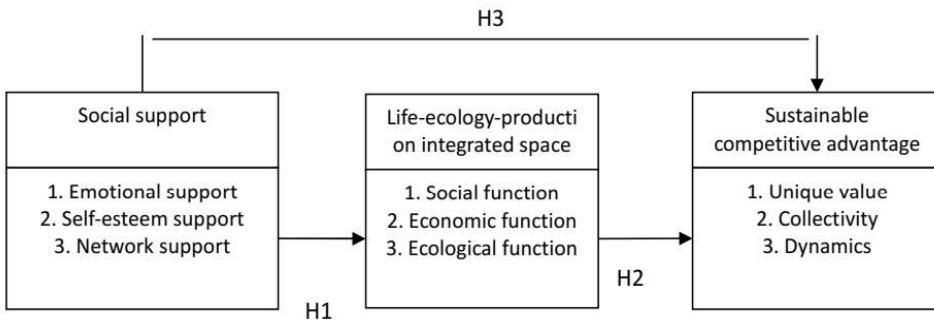 H3
Social support
1. Emotional support
2. Self-esteem support
3. Network support
H1
Life-ecology-producti
on integrated space
1. Social function
2. Economic function
3. Ecological function
H2
Sustainable
competitive advantage
1. Unique value
2. Collectivity
3. Dynamics